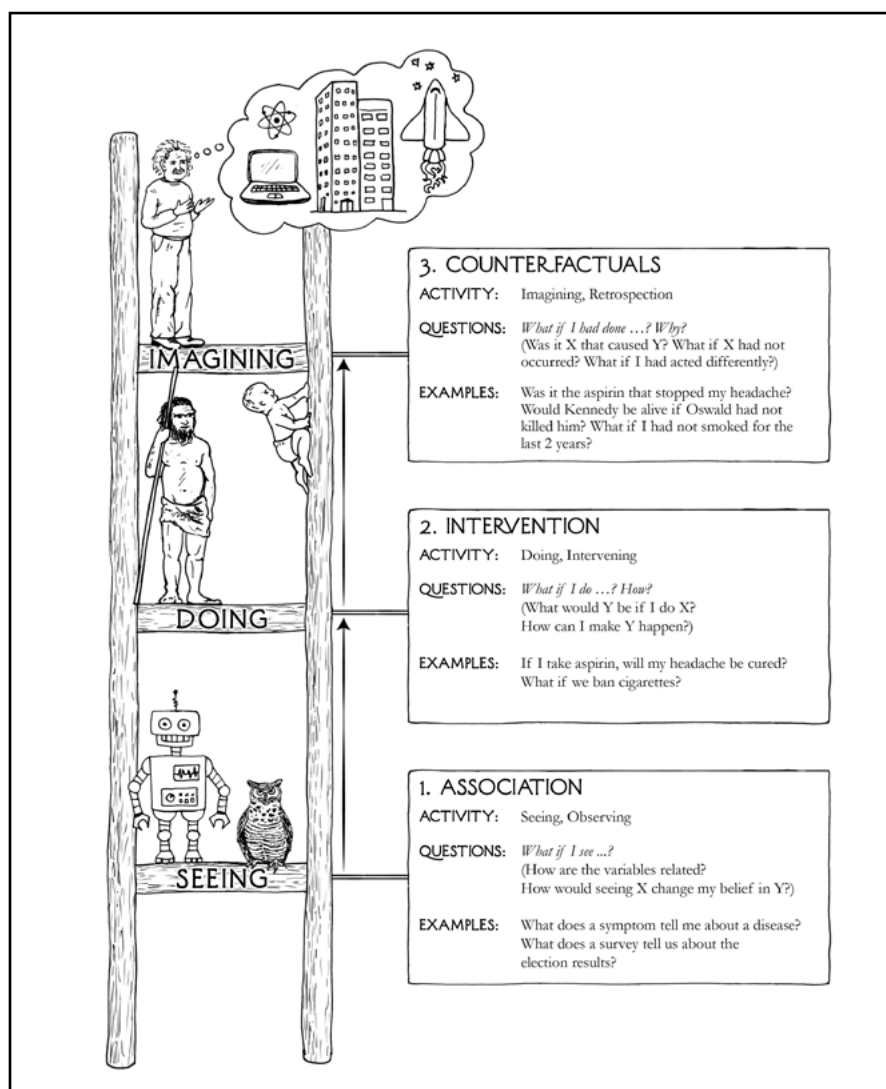 3. COUNTERFACTUALS
ACTIVITY: Imagining, Retrospection
QUESTIONS: What if I had done …? Why?
(Was it X that caused Y? What if X had not
occurred? What if I had acted differently?)
EXAMPLES: Was it the aspirin that stopped my headache?
Would Kennedy be alive if Oswald had not
killed him? What if I had not smoked for the
last 2 years?
IMAGINING
2. INTERVENTION
ACTIVITY: Doing, Intervening
QUESTIONS: What if I do …? How?
(What would Y be if I do X?
How can I make Y happen?)
EXAMPLES: If I take aspirin, will my headache be cured?
What if we ban cigarettes?
DOING
1. ASSOCIATION
ACTIVITY: Seeing, Observing
QUESTIONS: What if I see ...?
(How are the variables related?
How would seeing X change my belief in Y?)
EXAMPLES: What does a symptom tell me about a disease?
What does a survey tell us about the
election results?
SEEING